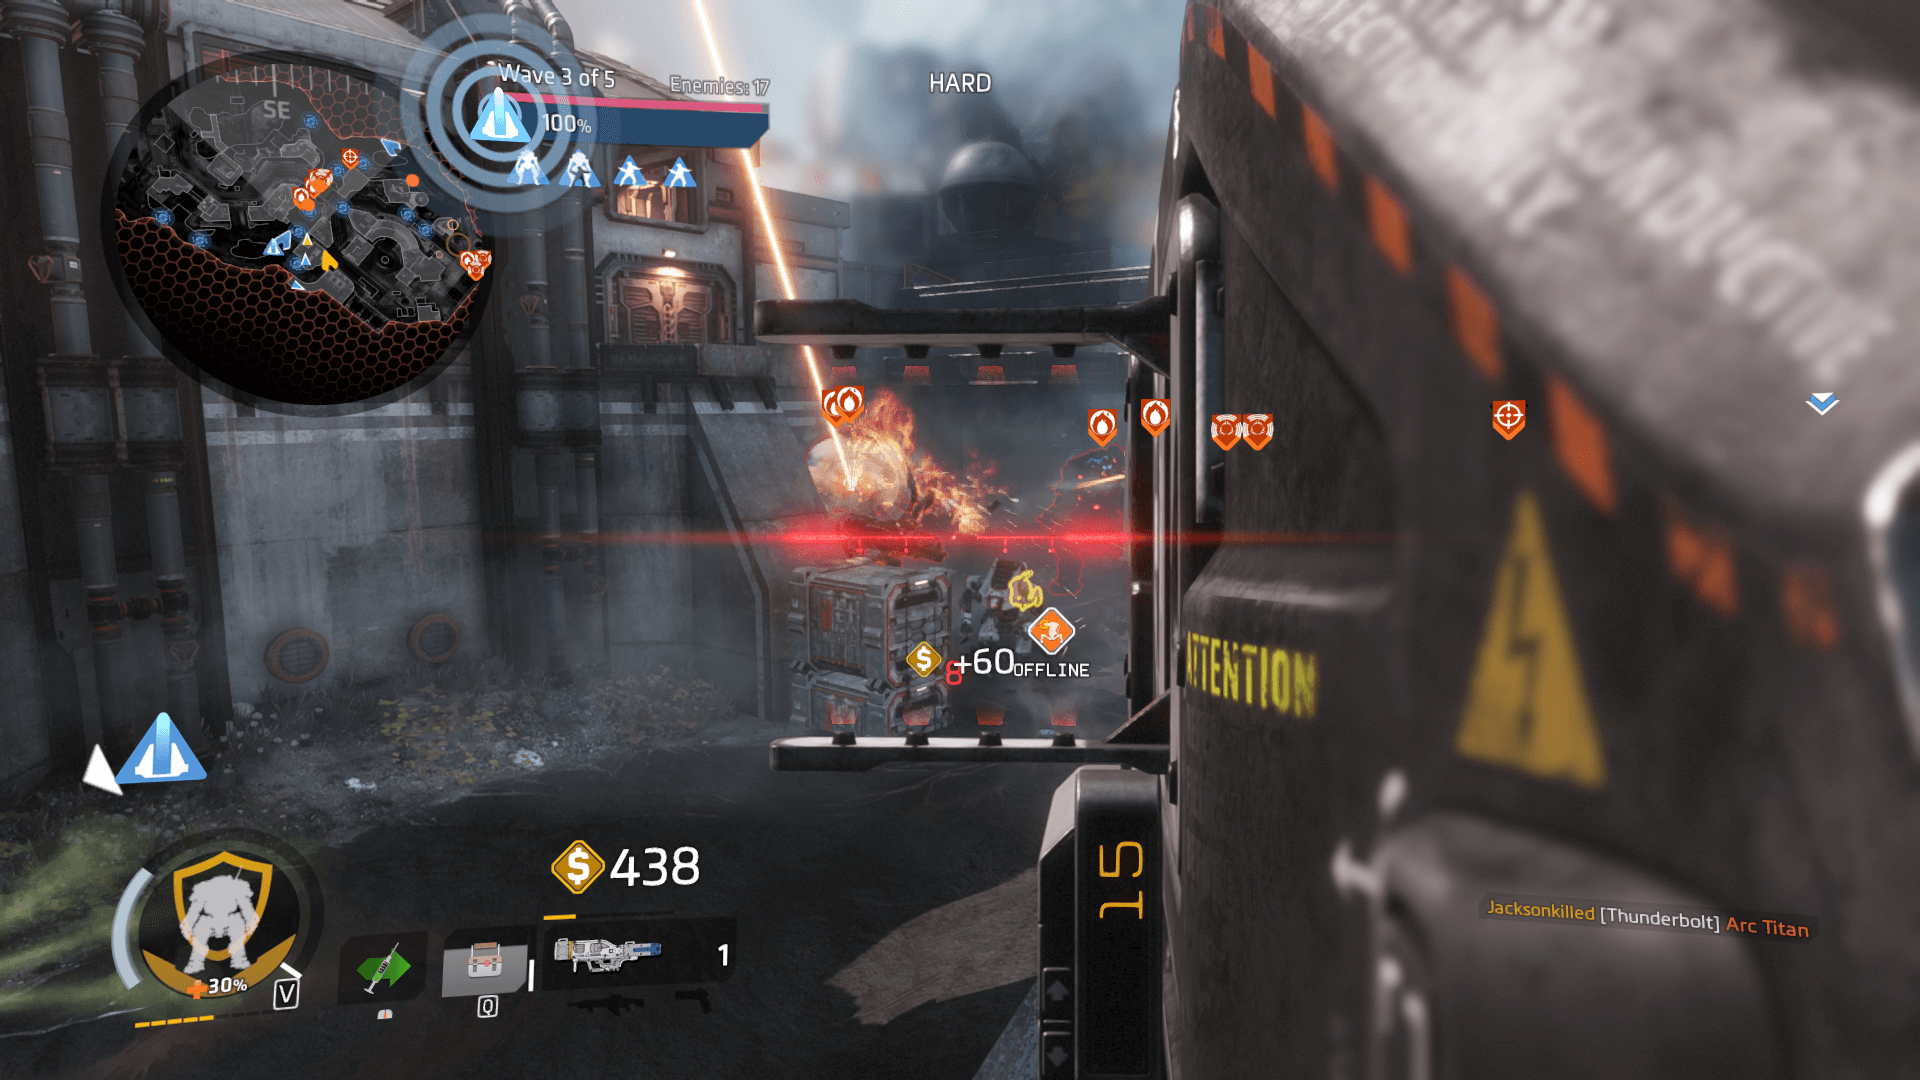 Wave 3 of 5
Enemies: 17
HARD
SE
100%
$ +60
8
OFFLINE
ATTENTION
15
$ 438
Jacksonkilled [Thunderbolt] Arc Titan
1
30%
V
Q